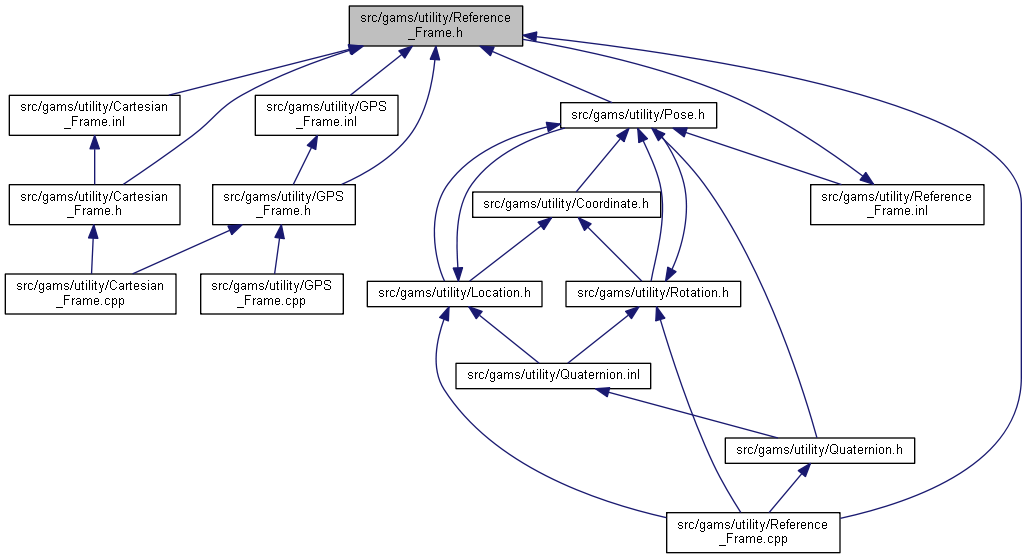 src/gams/utility/Reference
_Frame.h
src/gams/utility/Cartesian
_Frame.inl
src/gams/utility/GPS
_Frame.inl
src/gams/utility/Pose.h
src/gams/utility/Cartesian
_Frame.h
src/gams/utility/GPS
_Frame.h
src/gams/utility/Coordinate.h
src/gams/utility/Reference
_Frame.inl
src/gams/utility/Cartesian
_Frame.cpp
src/gams/utility/GPS
_Frame.cpp
src/gams/utility/Location.h
src/gams/utility/Rotation.h
src/gams/utility/Quaternion.inl
src/gams/utility/Quaternion.h
src/gams/utility/Reference
_Frame.cpp